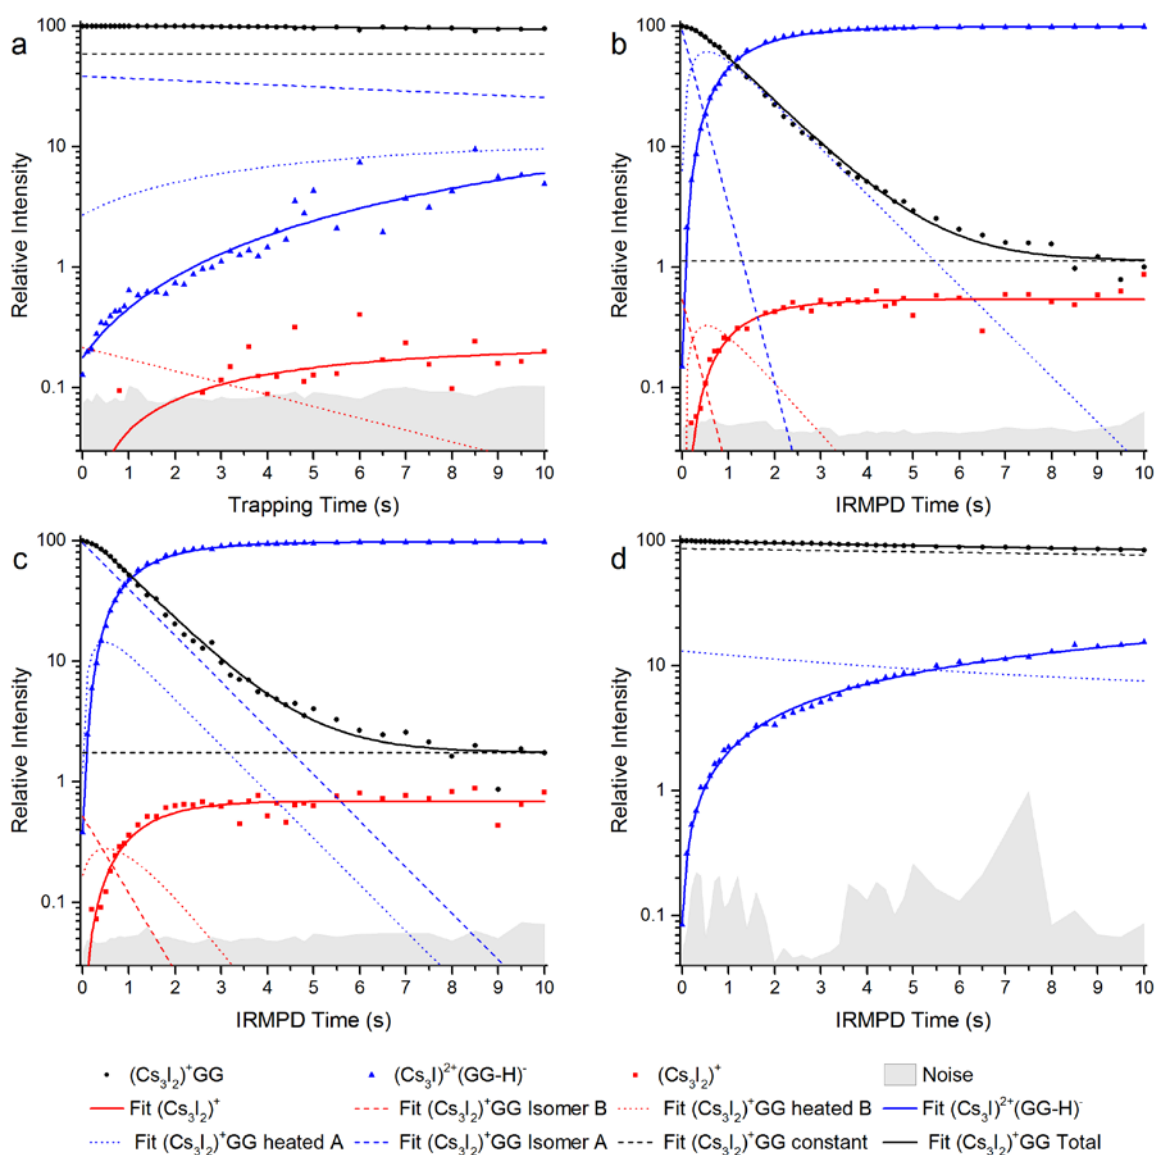 a
100
10
1
0.1
Relative Intensity
0 1 2 3 4 5 6 7 8 9 10
Trapping Time (s)
b
100
10
1
0.1
Relative Intensity
0 1 2 3 4 5 6 7 8 9 10
IRMPD Time (s)
c
100
10
1
0.1
Relative Intensity
0 1 2 3 4 5 6 7 8 9 10
IRMPD Time (s)
d
100
10
1
0.1
Relative Intensity
0 1 2 3 4 5 6 7 8 9 10
IRMPD Time (s)
(Cs₃I₂)⁺GG (Cs₃I)²⁺(GG-H)⁻ (Cs₃I₂)⁺ Noise
Fit (Cs₃I₂)⁺ Fit (Cs₃I₂)⁺GG Isomer B Fit (Cs₃I₂)⁺GG heated B Fit (Cs₃I)²⁺(GG-H)⁻
Fit (Cs₃I₂)⁺GG heated A Fit (Cs₃I₂)⁺GG Isomer A Fit (Cs₃I₂)⁺GG constant Fit (Cs₃I₂)⁺GG Total